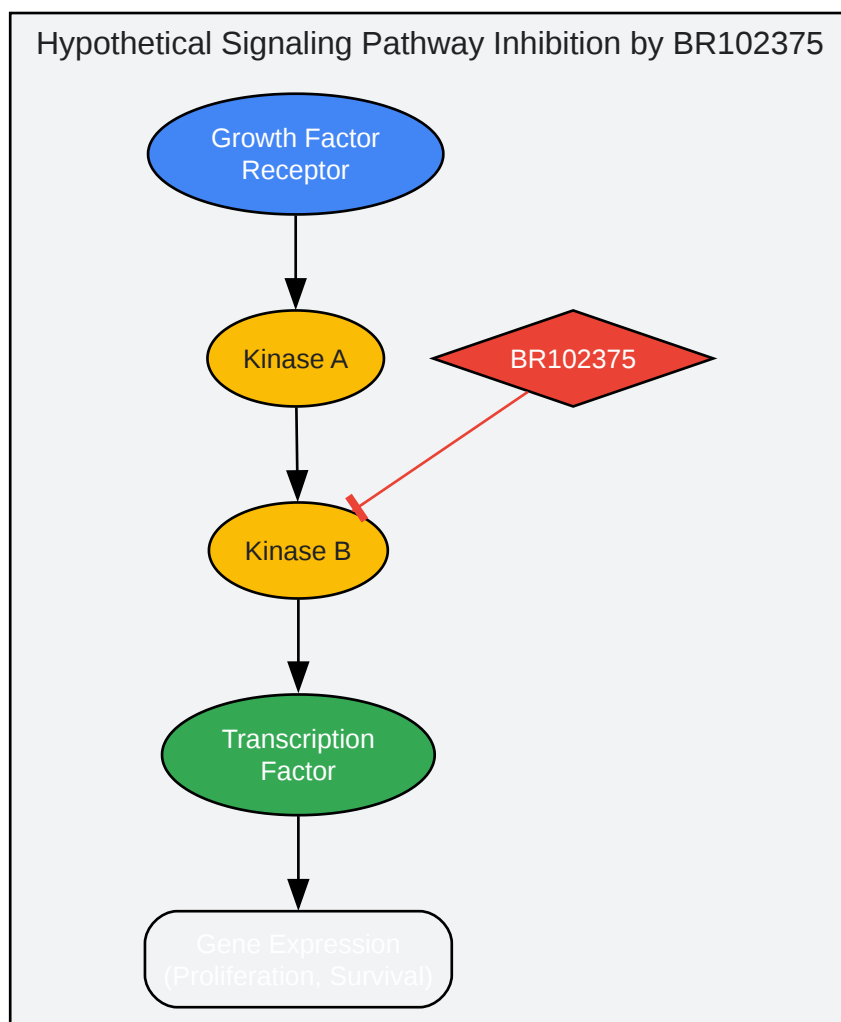 Hypothetical Signaling Pathway Inhibition by BR102375
Growth Factor
Receptor
Kinase A
BR102375
Kinase B
Transcription
Factor
Gene Expression
(Proliferation, Survival)